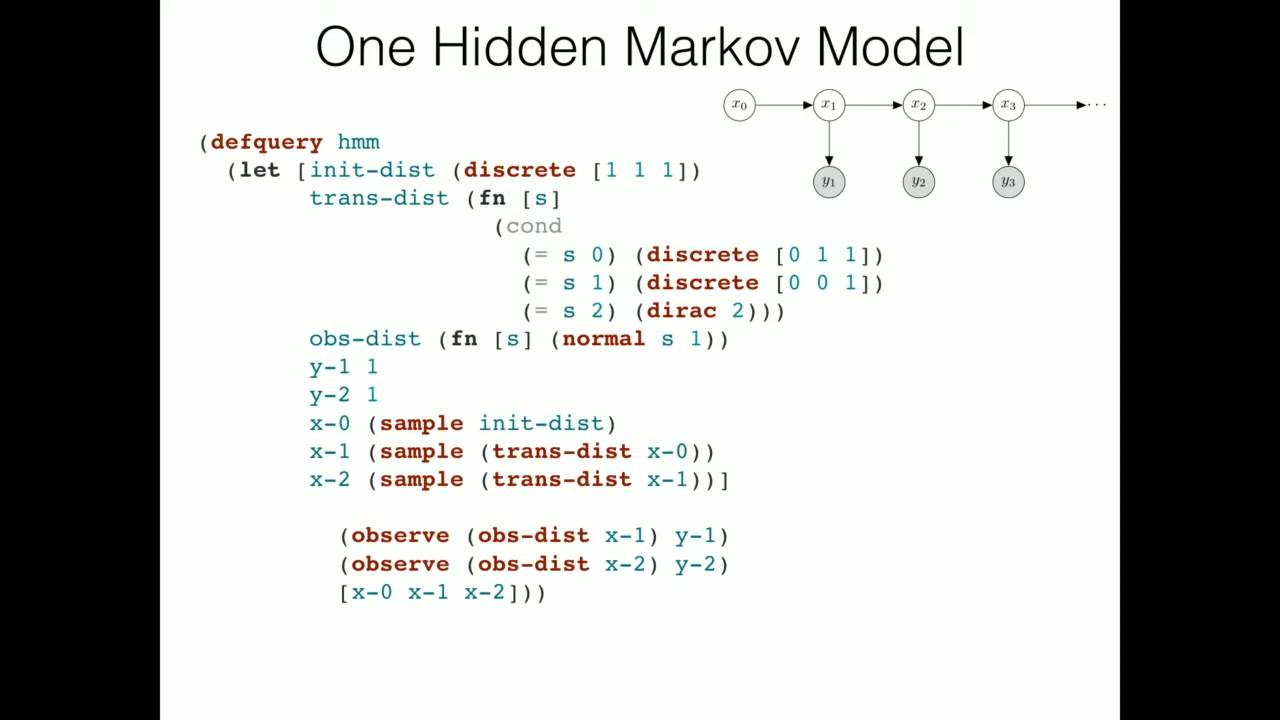 One Hidden Markov Model
x0 x1 x2 x3 ...
y1 y2 y3
(defquery hmm
(let [init-dist (discrete [1 1 1])
trans-dist (fn [s]
(cond
(= s 0) (discrete [0 1 1])
(= s 1) (discrete [0 0 1])
(= s 2) (dirac 2)))
obs-dist (fn [s] (normal s 1))
y-1 1
y-2 1
x-0 (sample init-dist)
x-1 (sample (trans-dist x-0))
x-2 (sample (trans-dist x-1))]
(observe (obs-dist x-1) y-1)
(observe (obs-dist x-2) y-2)
[x-0 x-1 x-2]))